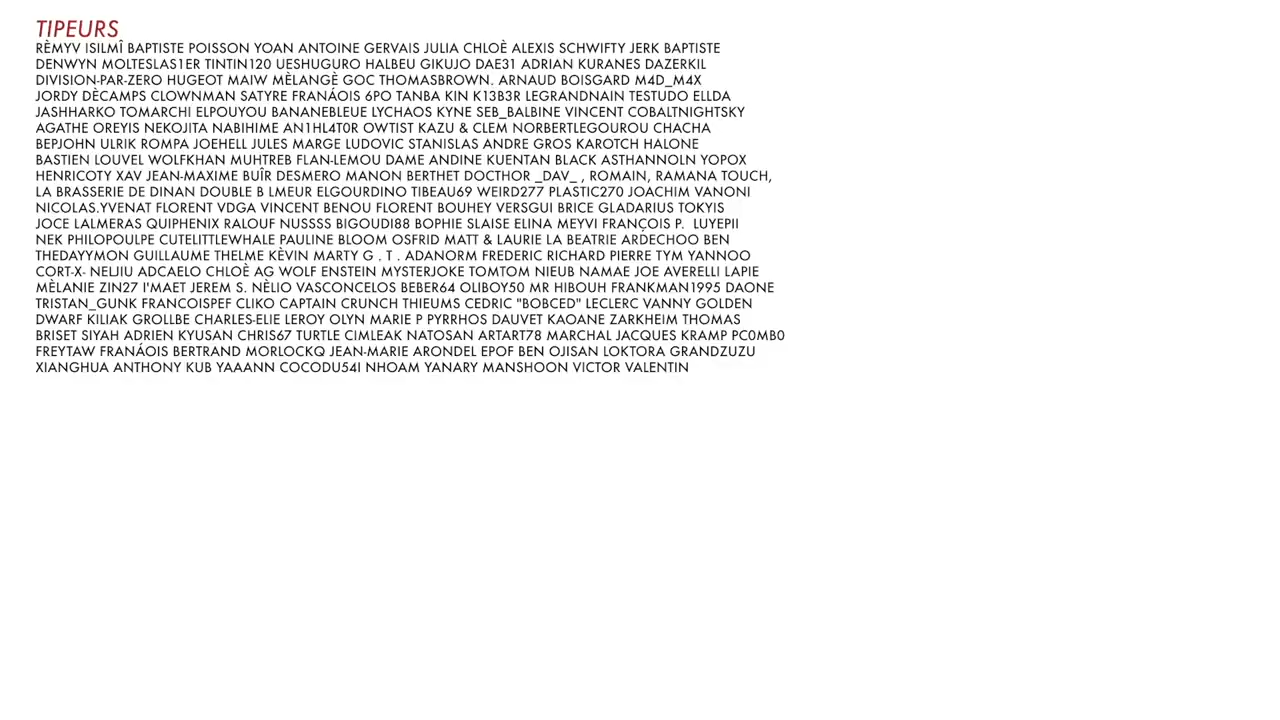 TIPEURS
RÈMYV ISILMÎ BAPTISTE POISSON YOAN ANTOINE GERVAIS JULIA CHLOÈ ALEXIS SCHWIFTY JERK BAPTISTE
DENWYN MOLTESLAS1ER TINTIN120 UESHUGURO HALBEU GIKUJO DAE31 ADRIAN KURANES DAZERKIL
DIVISION-PAR-ZERO HUGEOT MAIW MÈLANGÈ GOC THOMASBROWN. ARNAUD BOISGARD M4D_M4X
JORDY DÈCAMPS CLOWNMAN SATYRE FRANÁOIS 6PO TANBA KIN K13B3R LEGRANDNAIN TESTUDO ELLDA
JASHHARKO TOMARCHI ELPOUYOU BANANEBLEUE LYCHAOS KYNE SEB_BALBINE VINCENT COBALTNIGHTSKY
AGATHE OREYIS NEKOJITA NABIHIME AN1HL4T0R OWTIST KAZU & CLEM NORBERTLEGOUROU CHACHA
BEPJOHN ULRIK ROMPA JOEHELL JULES MARGE LUDOVIC STANISLAS ANDRE GROS KAROTCH HALONE
BASTIEN LOUVEL WOLFKHAN MUHTREB FLAN-LEMOU DAME ANDINE KUENTAN BLACK ASTHANNOLN YOPOX
HENRICOTY XAV JEAN-MAXIME BUÎR DESMERO MANON BERTHET DOCTHOR _DAV_ , ROMAIN, RAMANA TOUCH,
LA BRASSERIE DE DINAN DOUBLE B LMEUR ELGOURDINO TIBEAU69 WEIRD277 PLASTIC270 JOACHIM VANONI
NICOLAS.YVENAT FLORENT VDGA VINCENT BENOU FLORENT BOUHEY VERSGUI BRICE GLADARIUS TOKYIS
JOCE LALMERAS QUIPHENIX RALOUF NUSSSS BIGOUDI88 BOPHIE SLAISE ELINA MEYVI FRANÇOIS P.  LUYEPII
NEK PHILOPOULPE CUTELITTLEWHALE PAULINE BLOOM OSFRID MATT & LAURIE LA BEATRIE ARDECHOO BEN
THEDAYYMON GUILLAUME THELME KÈVIN MARTY G . T . ADANORM FREDERIC RICHARD PIERRE TYM YANNOO
CORT-X- NELJIU ADCAELO CHLOÈ AG WOLF ENSTEIN MYSTERJOKE TOMTOM NIEUB NAMAE JOE AVERELLI LAPIE
MÈLANIE ZIN27 I'MAET JEREM S. NÈLIO VASCONCELOS BEBER64 OLIBOY50 MR HIBOUH FRANKMAN1995 DAONE
TRISTAN_GUNK FRANCOISPEF CLIKO CAPTAIN CRUNCH THIEUMS CEDRIC "BOBCED" LECLERC VANNY GOLDEN
DWARF KILIAK GROLLBE CHARLES-ELIE LEROY OLYN MARIE P PYRRHOS DAUVET KAOANE ZARKHEIM THOMAS
BRISET SIYAH ADRIEN KYUSAN CHRIS67 TURTLE CIMLEAK NATOSAN ARTART78 MARCHAL JACQUES KRAMP PC0MB0
FREYTAW FRANÁOIS BERTRAND MORLOCKQ JEAN-MARIE ARONDEL EPOF BEN OJISAN LOKTORA GRANDZUZU
XIANGHUA ANTHONY KUB YAAANN COCODU54I NHOAM YANARY MANSHOON VICTOR VALENTIN